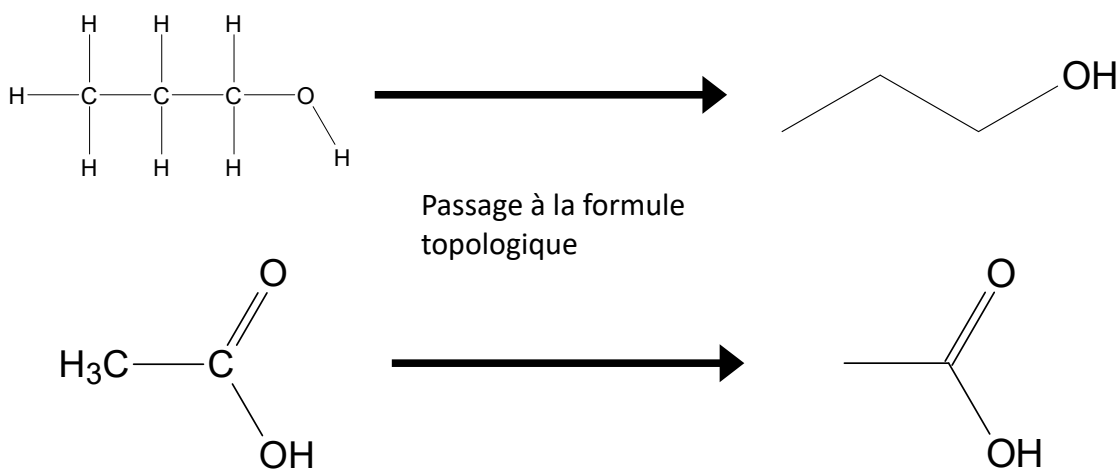 H H H
H C C C O
H H H H
OH
Passage à la formule
topologique
O O
H₃C C
OH OH